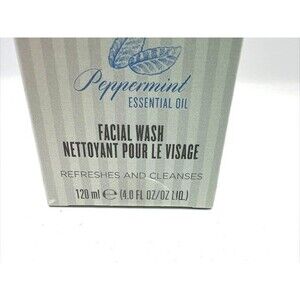 Peppermint
ESSENTIAL OIL
FACIAL WASH
NETTOYANT POUR LE VISAGE
REFRESHES AND CLEANSES
120 ml ℮ (4.0 FL OZ/OZ LIQ.)